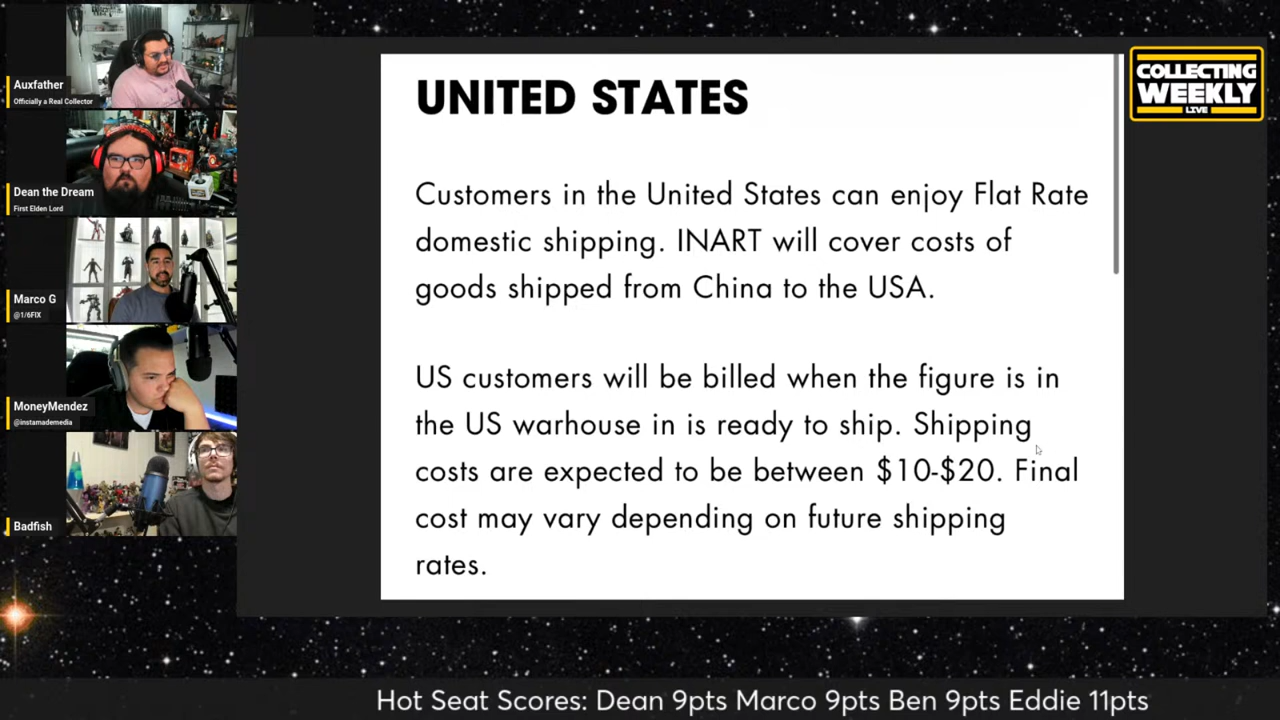 Auxfather
Officially a Real Collector
Dean the Dream
First Elden Lord
Marco G
@1/6FIX
MoneyMendez
@instamademedia
Badfish
UNITED STATES
Customers in the United States can enjoy Flat Rate
domestic shipping. INART will cover costs of
goods shipped from China to the USA.
US customers will be billed when the figure is in
the US warhouse in is ready to ship. Shipping
costs are expected to be between $10-$20. Final
cost may vary depending on future shipping
rates.
COLLECTING
WEEKLY
LIVE
Hot Seat Scores: Dean 9pts Marco 9pts Ben 9pts Eddie 11pts